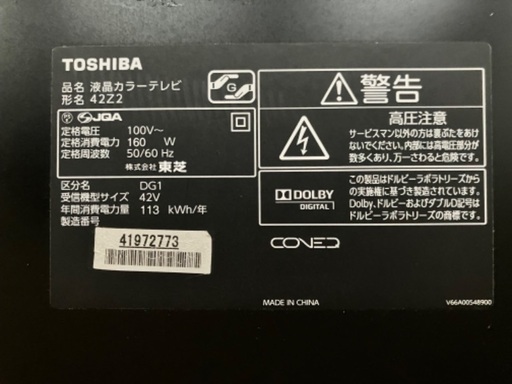 TOSHIBA
品名 液晶カラーテレビ
形名 42Z2
G
JQA
定格電圧 100V~
定格消費電力 160 W
定格周波数 50/60 Hz
株式会社 東芝
区分名 DG1
受信機型サイズ 42V
年間消費電力量 113 kWh/年
製造番号
41972773
警告
高圧注意
サービスマン以外の方は裏ぶたをあけ
ないでください。内部には高電圧部分が
数多くあり、万一さわると危険です。
DOLBY
DIGITAL
この製品はドルビーラボラトリーズから
の実施権に基づき製造されています。
Dolby、ドルビーおよびダブルD記号は
ドルビーラボラトリーズの商標です。
CONED
MADE IN CHINA
V66A00548900